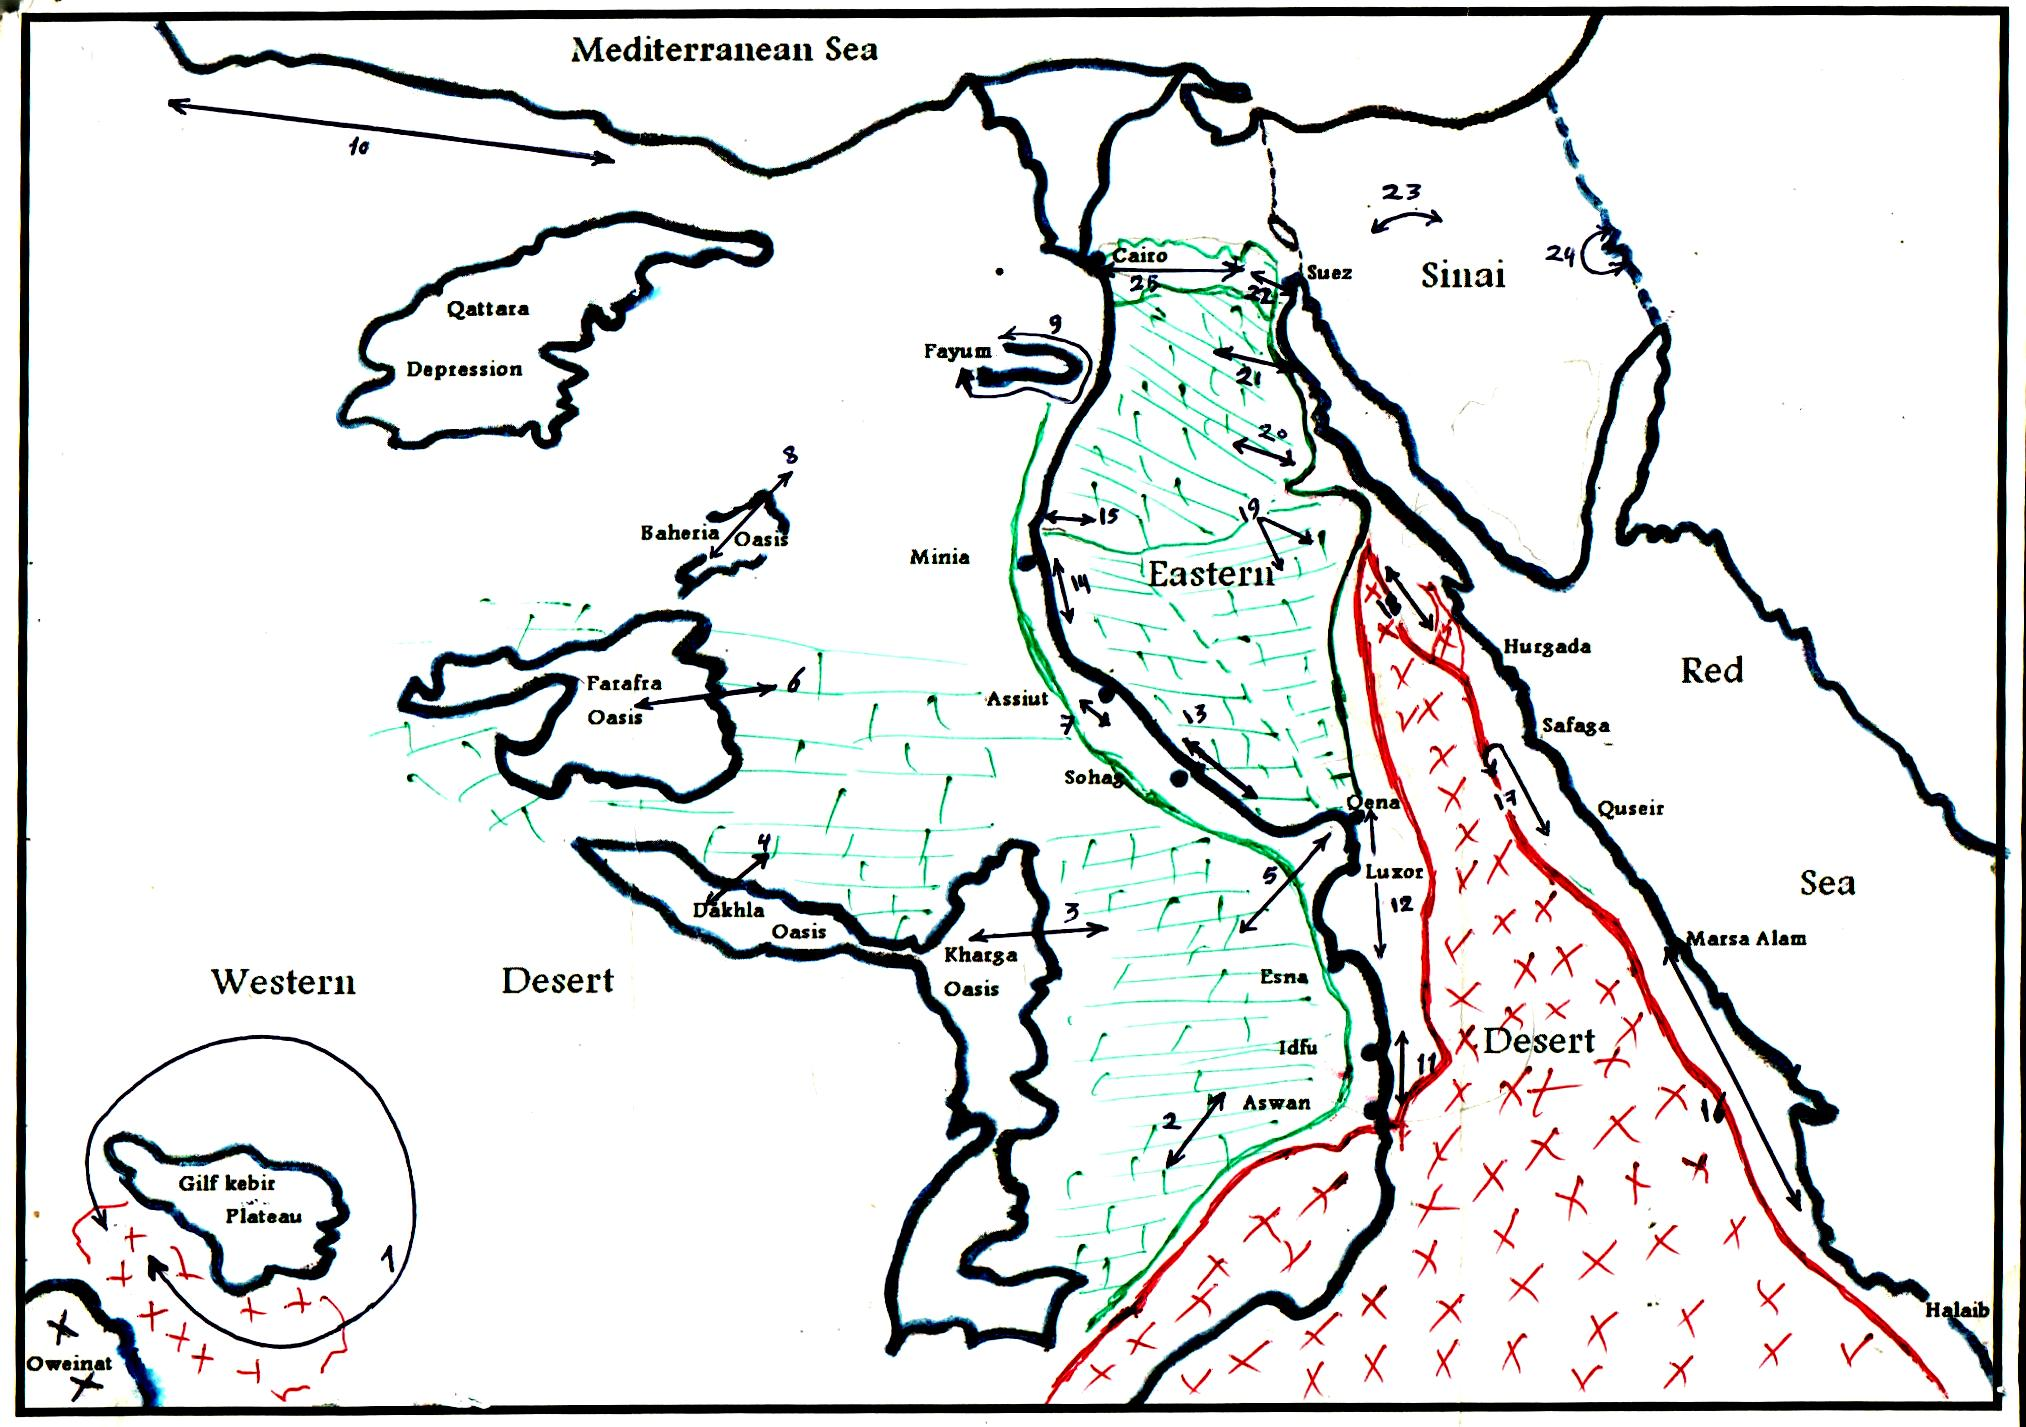 Mediterranean Sea
10
23
24
Cairo
25
Suez
22
Sinai
Qattara
Depression
9
Fayum
21
20
8
Baheria Oasis
19
15
Minia
14
Eastern
18
Hurgada
Red
Farafra
Oasis
6
Assiut
7
13
Safaga
Sohag
Qena
17
Quseir
4
5
Luxor
Sea
Dakhla
Oasis
3
12
Kharga
Oasis
Marsa Alam
Western Desert
Esna
Idfu
Desert
11
Aswan
2
16
Gilf kebir
Plateau
1
Halaib
Oweinat